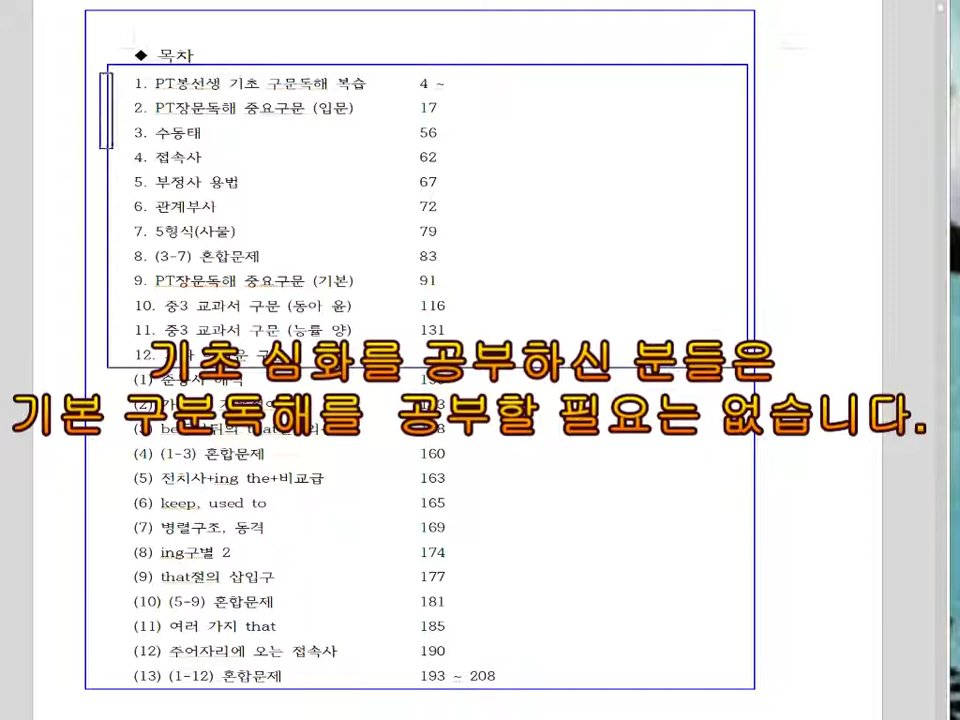 ◆ 목차
1. PT봉선생 기초 구문독해 복습 4 ~
2. PT장문독해 중요구문 (입문) 17
3. 수동태 56
4. 접속사 62
5. 부정사 용법 67
6. 관계부사 72
7. 5형식(사물) 79
8. (3-7) 혼합문제 83
9. PT장문독해 중요구문 (기본) 91
10. 중3 교과서 구문 (동아 윤) 116
11. 중3 교과서 구문 (능률 양) 131
12.
기초 심화를 공부하신 분들은
(1)
기본 구분독해를 공부할 필요는 없습니다.
(4) (1-3) 혼합문제 160
(5) 전치사+ing the+비교급 163
(6) keep, used to 165
(7) 병렬구조, 동격 169
(8) ing구별 2 174
(9) that절의 삽입구 177
(10) (5-9) 혼합문제 181
(11) 여러 가지 that 185
(12) 주어자리에 오는 접속사 190
(13) (1-12) 혼합문제 193 ~ 208